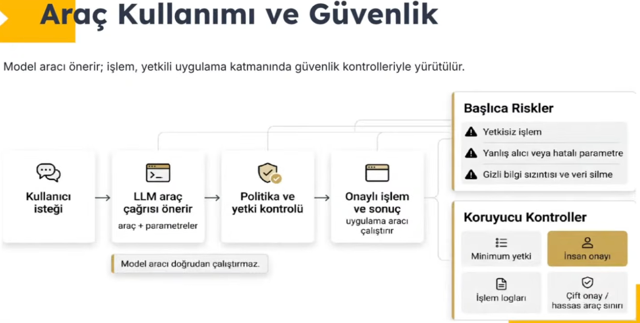 Araç Kullanımı ve Güvenlik
Model aracı önerir; işlem, yetkili uygulama katmanında güvenlik kontrolleriyle yürütülür.
Kullanıcı
isteği
LLM araç
çağrısı önerir
araç + parametreler
Politika ve
yetki kontrolü
Onaylı işlem
ve sonuç
uygulama aracı
çalıştırır
Model aracı doğrudan çalıştırmaz.
Başlıca Riskler
Yetkisiz işlem
Yanlış alıcı veya hatalı parametre
Gizli bilgi sızıntısı ve veri silme
Koruyucu Kontroller
Minimum yetki
İnsan onayı
İşlem logları
Çift onay /
hassas araç sınırı